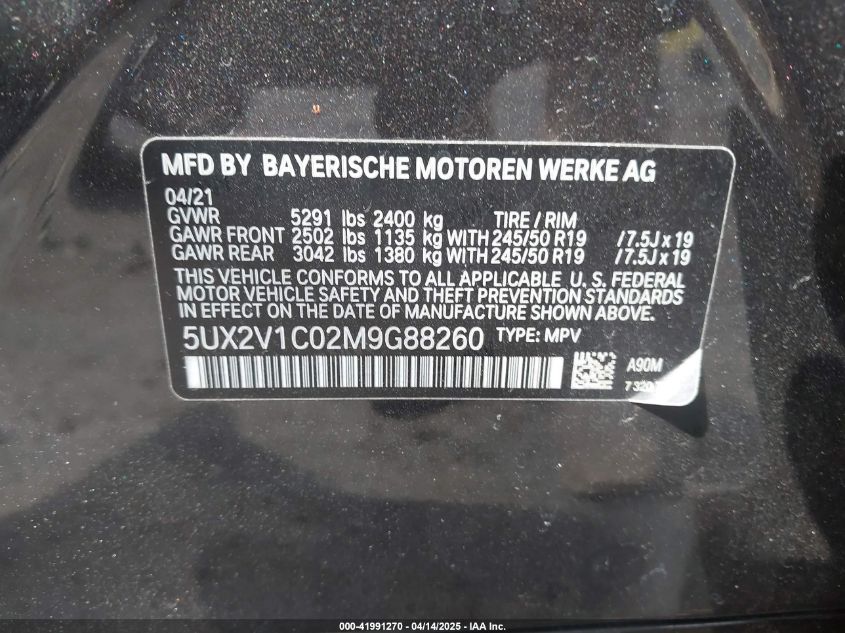 MFD BY BAYERISCHE MOTOREN WERKE AG
04/21
GVWR 5291 lbs 2400 kg TIRE / RIM
GAWR FRONT 2502 lbs 1135 kg WITH 245/50 R19 / 7.5J x 19
GAWR REAR 3042 lbs 1380 kg WITH 245/50 R19 / 7.5J x 19
THIS VEHICLE CONFORMS TO ALL APPLICABLE U. S. FEDERAL
MOTOR VEHICLE SAFETY AND THEFT PREVENTION STANDARDS
IN EFFECT ON THE DATE OF MANUFACTURE SHOWN ABOVE.
5UX2V1C02M9G88260 TYPE: MPV
A90M
000-41991270 - 04/14/2025 - IAA Inc.